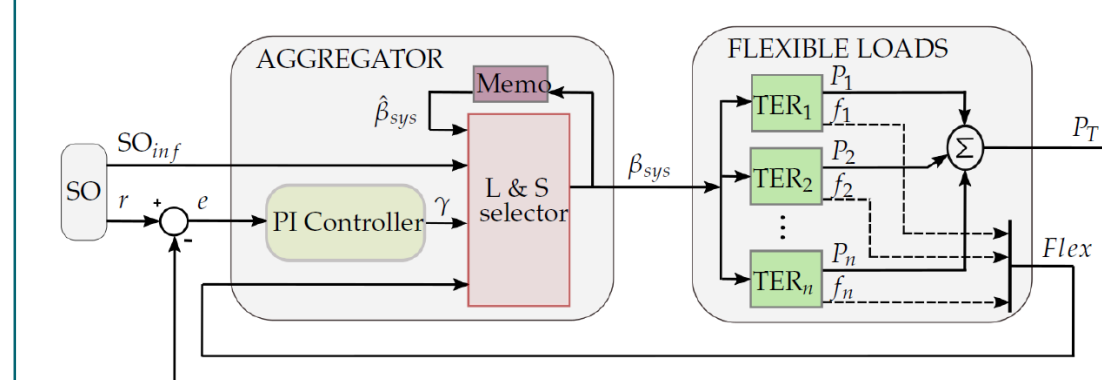 AGGREGATOR
FLEXIBLE LOADS
Memo
β̂sys
SOinf
SO
r
+
-
e
PI Controller
γ
L & S
selector
βsys
TER1
P1
f1
TER2
P2
f2
⋮
TERn
Pn
fn
Σ
PT
Flex